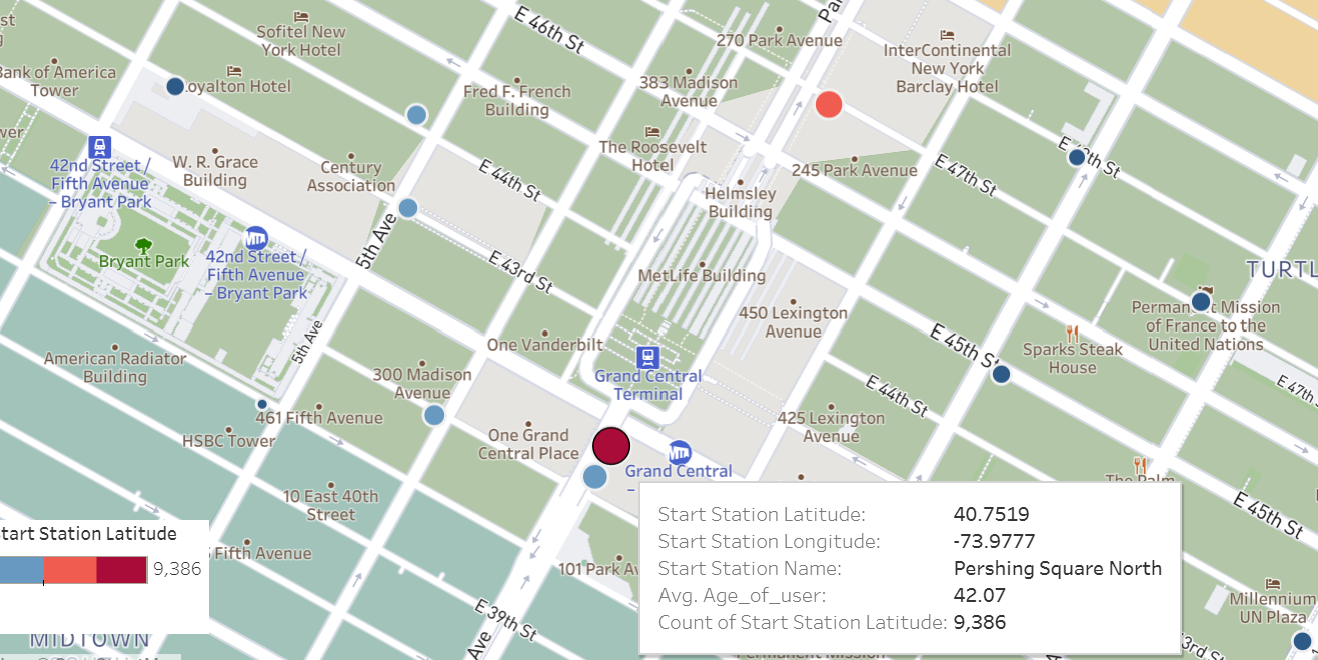 Sofitel New
York Hotel
E 46th St
270 Park Avenue
InterContinental
New York
Barclay Hotel
Bank of America
Tower
Loyalton Hotel
Fred F. French
Building
383 Madison
Avenue
The Roosevelt
Hotel
42nd Street /
Fifth Avenue
– Bryant Park
W. R. Grace
Building
Century
Association
E 44th St
245 Park Avenue
E 47th St
Helmsley
Building
5th Ave
Bryant Park
42nd Street /
Fifth Avenue
– Bryant Park
E 43rd St
MetLife Building
TURTL
450 Lexington
Avenue
Permanent Mission
of France to the
United Nations
One Vanderbilt
5th Ave
E 45th St
Sparks Steak
House
American Radiator
Building
300 Madison
Avenue
Grand Central
Terminal
E 44th St
E 47th
461 Fifth Avenue
HSBC Tower
One Grand
Central Place
425 Lexington
Avenue
Grand Central
–
The Palm
10 East 40th
Street
E 45th St
Start Station Latitude
9,386
Fifth Avenue
101 Park Av
E 39th St
Ave
MIDTOWN
Start Station Latitude: 40.7519
Start Station Longitude: -73.9777
Start Station Name: Pershing Square North
Avg. Age_of_user: 42.07
Count of Start Station Latitude: 9,386
Millennium
UN Plaza
3rd St